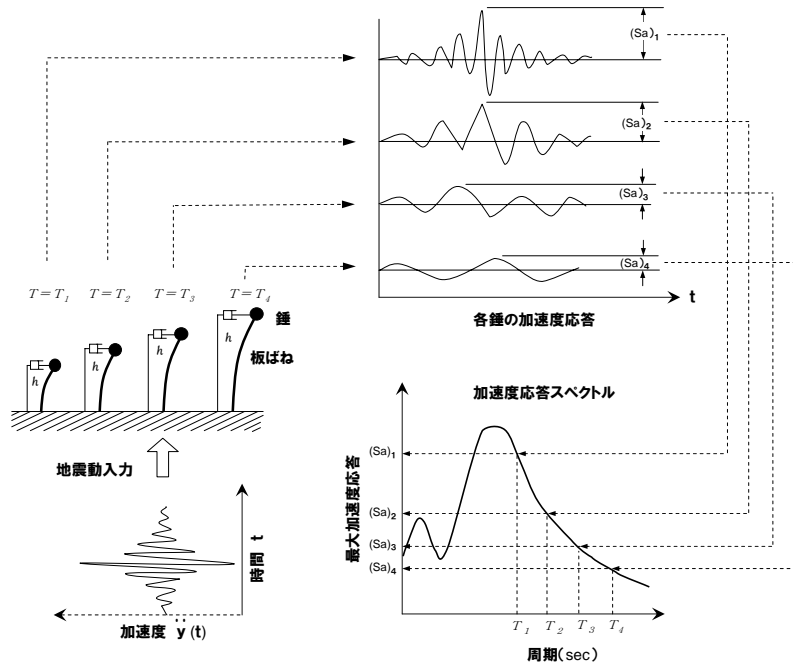 (Sa)₁
(Sa)₂
(Sa)₃
(Sa)₄
t
各錘の加速度応答
T=T₁ T=T₂ T=T₃ T=T₄
錘
板ばね
h h h h
地震動入力
時間 t
加速度 ÿ(t)
加速度応答スペクトル
最大加速度応答
(Sa)₁
(Sa)₂
(Sa)₃
(Sa)₄
T₁ T₂ T₃ T₄
周期(sec)